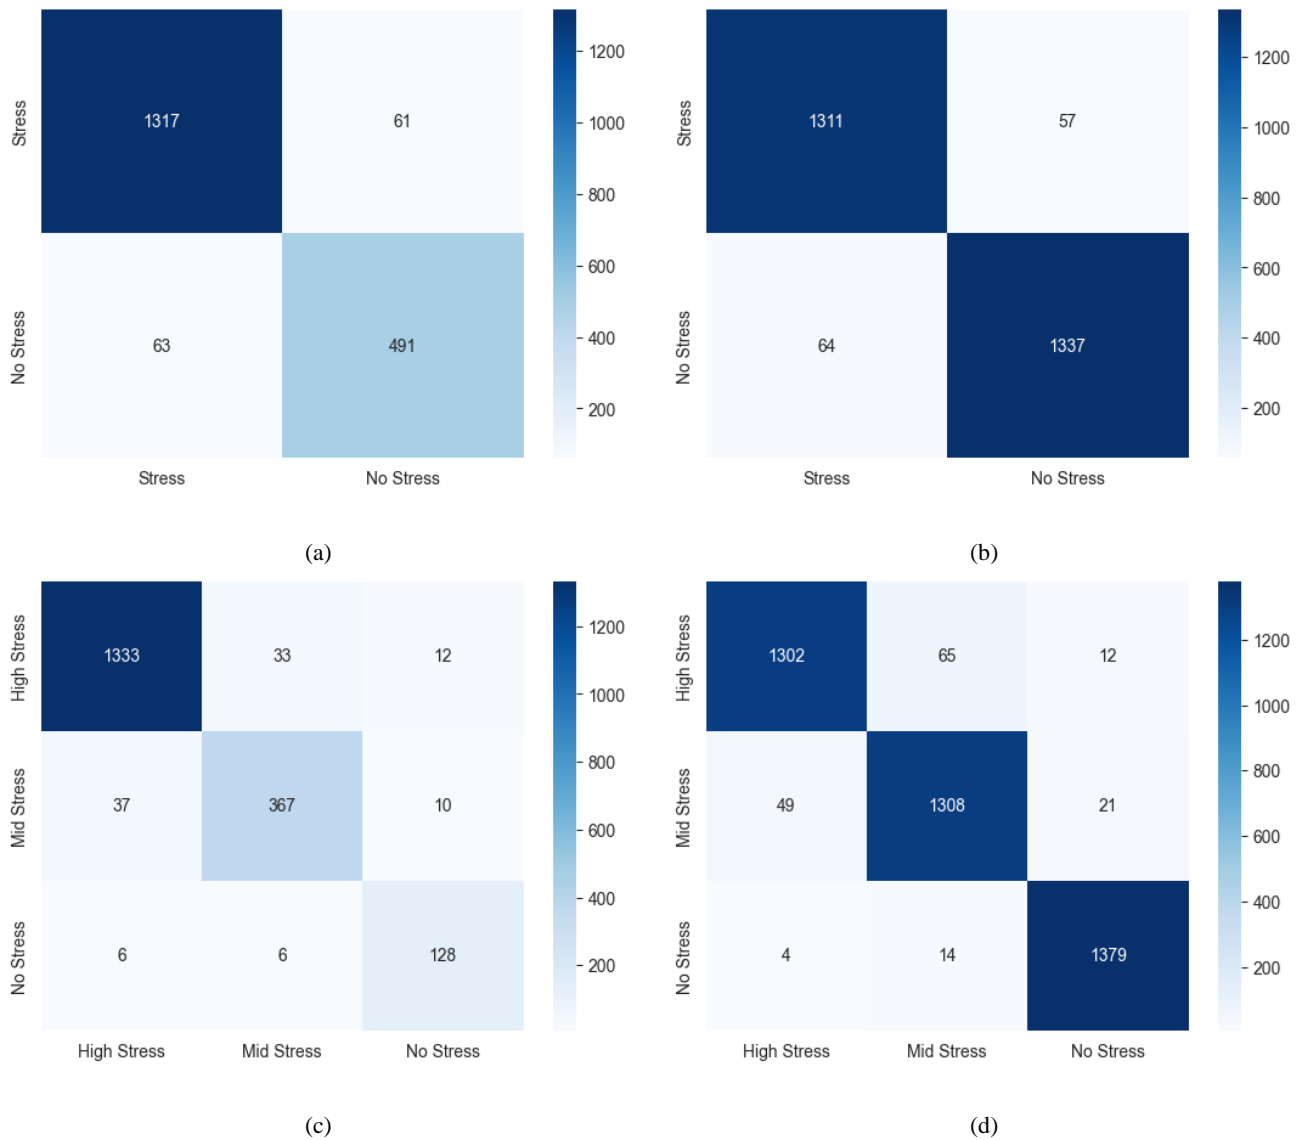 Stress
1317
61
1200
1000
800
600
400
200
No Stress
63
491
Stress
No Stress
(a)
Stress
1311
57
1200
1000
800
600
400
200
No Stress
64
1337
Stress
No Stress
(b)
High Stress
1333
33
12
1200
1000
800
600
400
200
Mid Stress
37
367
10
No Stress
6
6
128
High Stress
Mid Stress
No Stress
(c)
High Stress
1302
65
12
1200
1000
800
600
400
200
Mid Stress
49
1308
21
No Stress
4
14
1379
High Stress
Mid Stress
No Stress
(d)